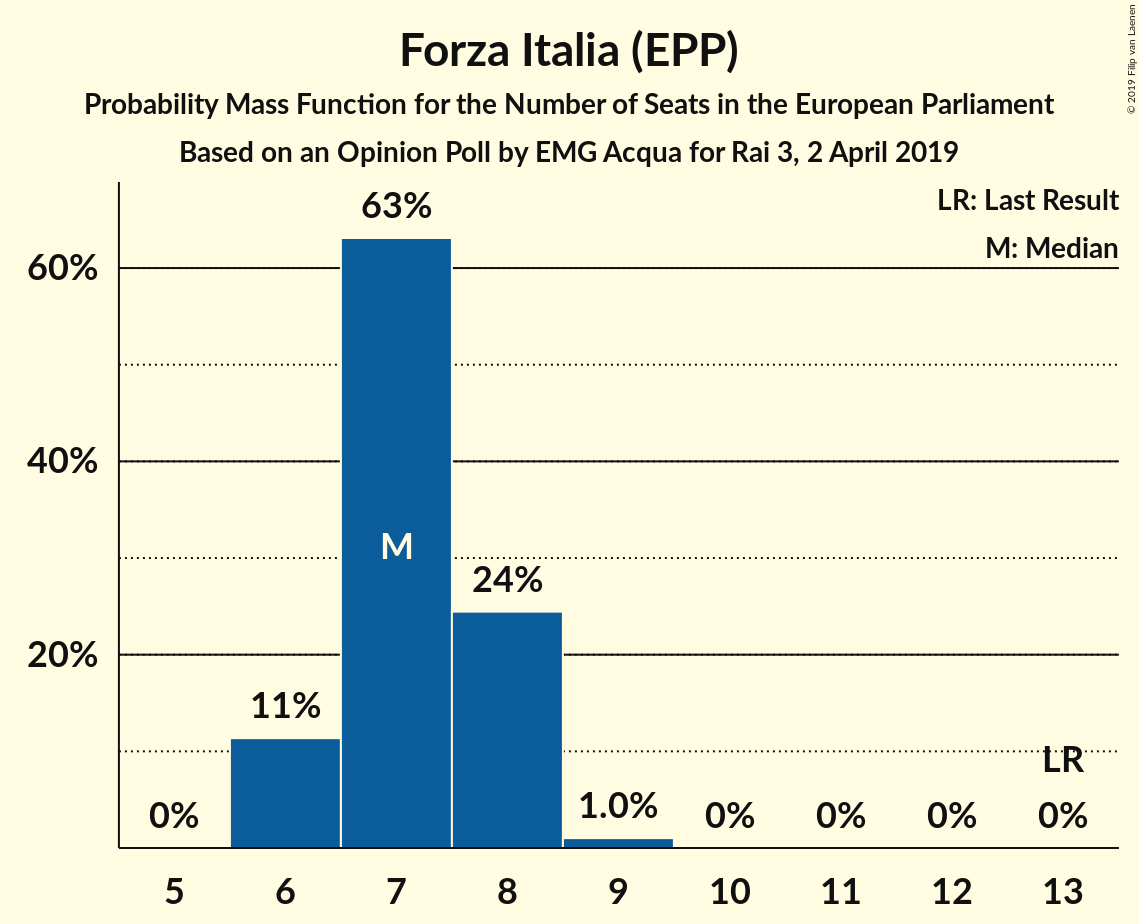 Forza Italia (EPP)
Probability Mass Function for the Number of Seats in the European Parliament
Based on an Opinion Poll by EMG Acqua for Rai 3, 2 April 2019
© 2019 Filip van Laenen
LR: Last Result
M: Median
63%
60%
40%
M
24%
20%
11%
LR
0%
1.0%
0%
0%
0%
0%
5
6
7
8
9
10
11
12
13